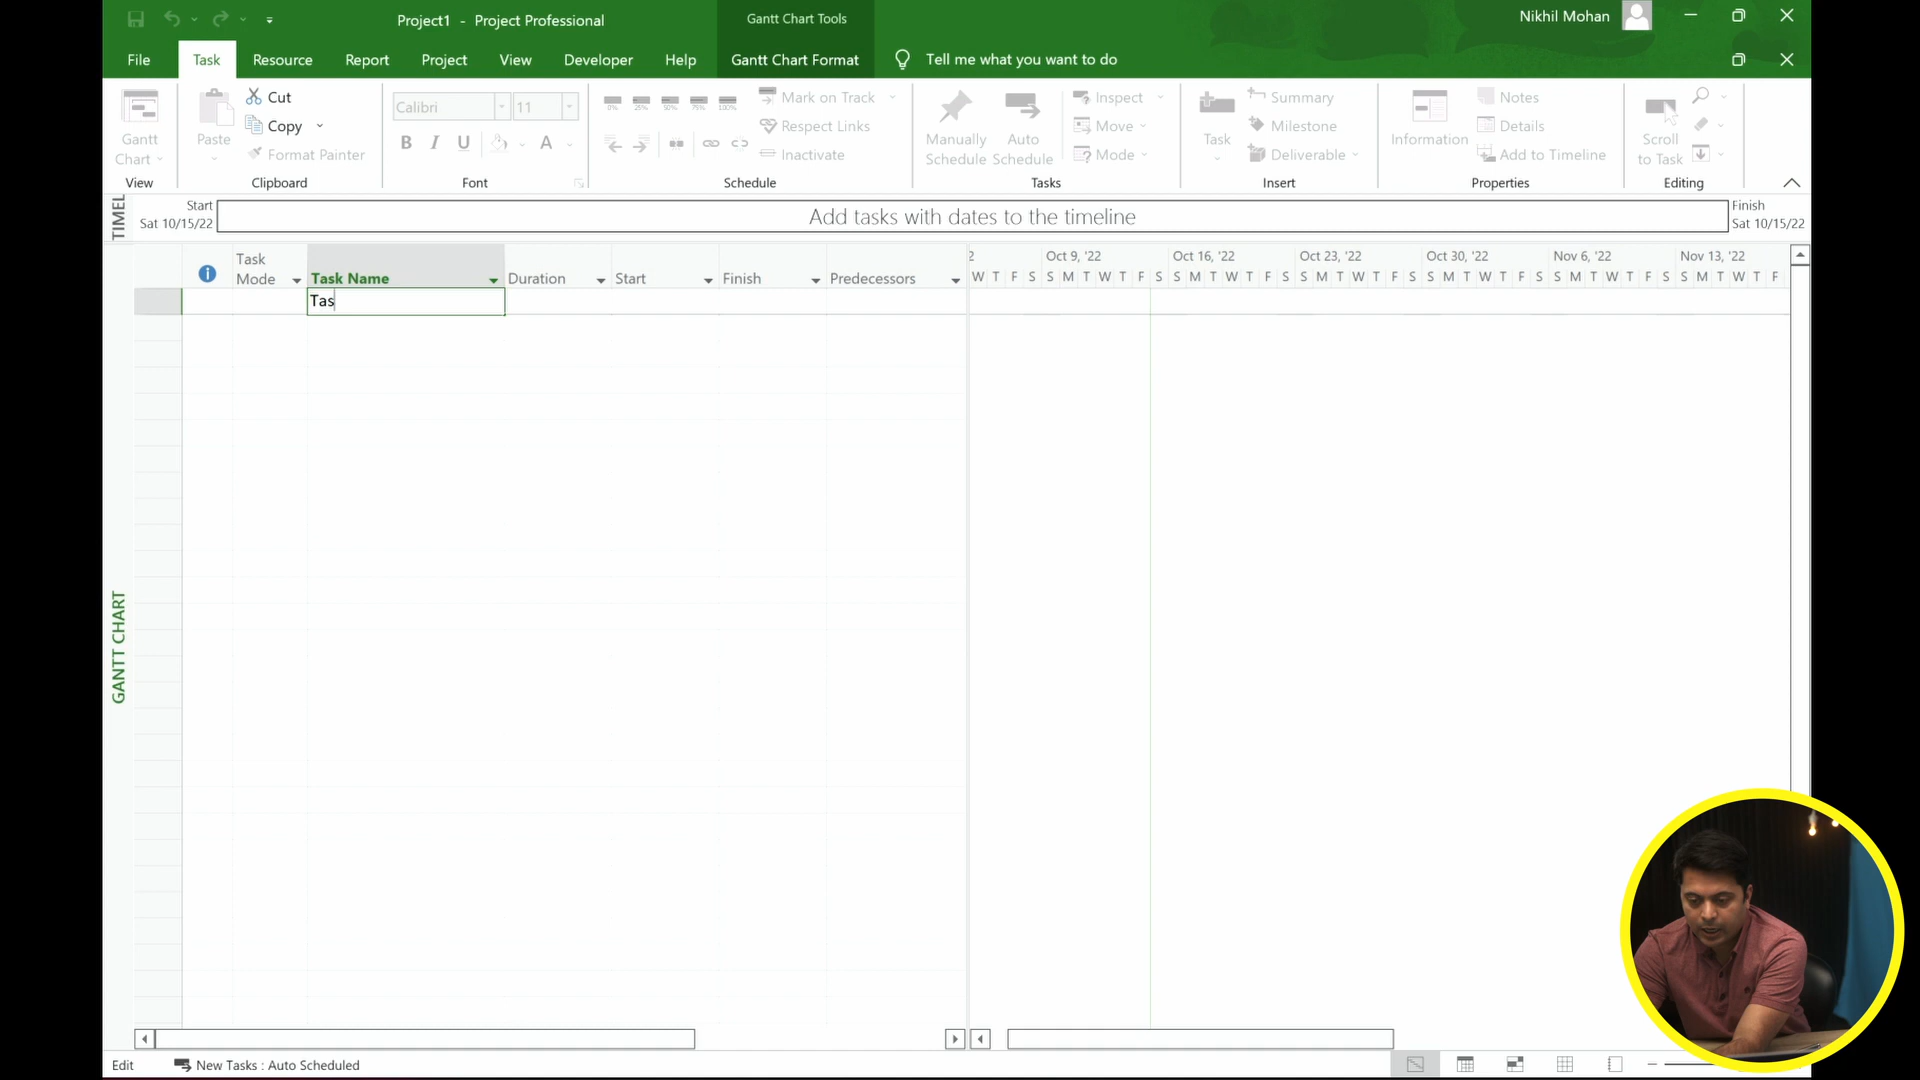 Project1 - Project Professional
Gantt Chart Tools
Nikhil Mohan
File Task Resource Report Project View Developer Help Gantt Chart Format Tell me what you want to do
Gantt Chart
View
Paste
Cut
Copy
Format Painter
Clipboard
Calibri 11
B I U A
Font
0% 25% 50% 75% 100%
Mark on Track
Respect Links
Inactivate
Schedule
Manually Schedule
Auto Schedule
Inspect
Move
Mode
Tasks
Task
Summary
Milestone
Deliverable
Insert
Information
Notes
Details
Add to Timeline
Properties
Scroll to Task
Editing
TIMEL
Start
Sat 10/15/22
Add tasks with dates to the timeline
Finish
Sat 10/15/22
Task Mode
Task Name
Duration
Start
Finish
Predecessors
2 Oct 9, '22 Oct 16, '22 Oct 23, '22 Oct 30, '22 Nov 6, '22 Nov 13, '22
W T F S S M T W T F S S M T W T F S S M T W T F S S M T W T F S S M T W T F S S M T W T F
Tas
GANTT CHART
Edit New Tasks : Auto Scheduled